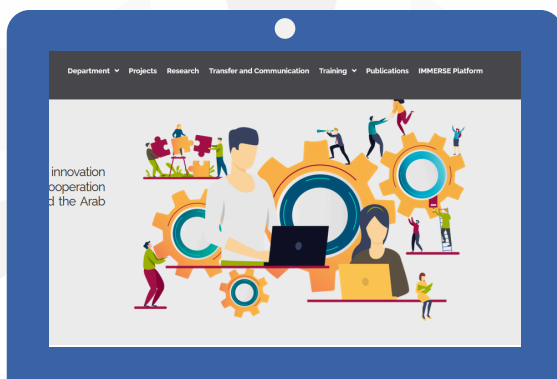 Department Projects Research Transfer and Communication Training Publications IMMERSE Platform
innovation
ooperation
d the Arab